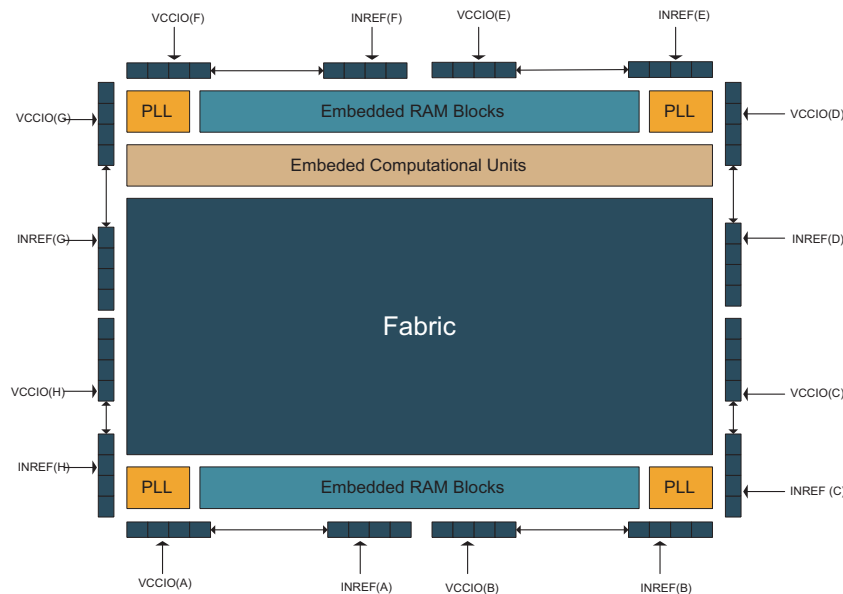 VCCIO(F)
INREF(F)
VCCIO(E)
INREF(E)
VCCIO(G)
PLL
Embedded RAM Blocks
PLL
VCCIO(D)
Embeded Computational Units
INREF(G)
INREF(D)
Fabric
VCCIO(H)
VCCIO(C)
INREF(H)
PLL
Embedded RAM Blocks
PLL
INREF (C)
VCCIO(A)
INREF(A)
VCCIO(B)
INREF(B)